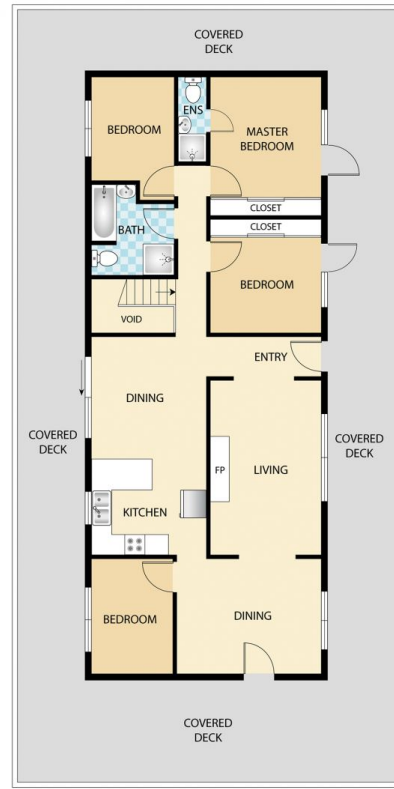 COVERED
DECK
ENS
BEDROOM
MASTER
BEDROOM
CLOSET
CLOSET
BATH
BEDROOM
VOID
ENTRY
DINING
COVERED
DECK
COVERED
DECK
FP
LIVING
KITCHEN
BEDROOM
DINING
COVERED
DECK